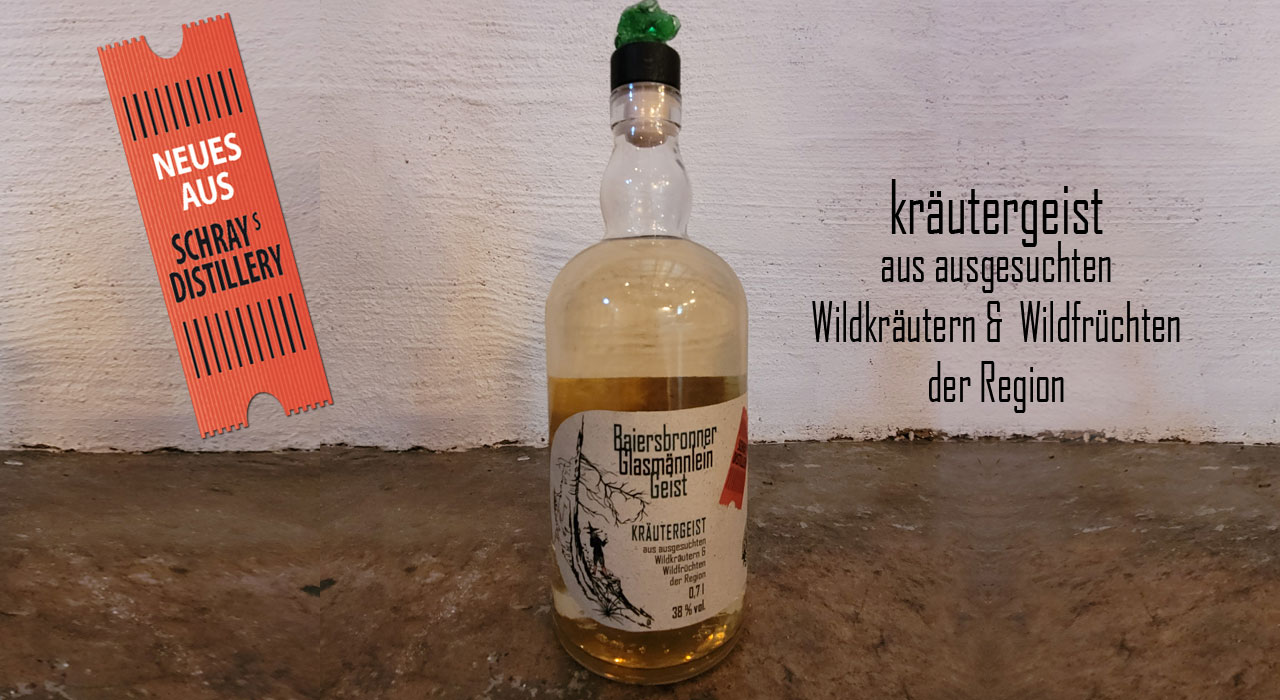 NEUES
AUS
SCHRAYS
DISTILLERY
kräutergeist
aus ausgesuchten
Wildkräutern & Wildfrüchten
der Region
Baiersbronner
Glasmännlein
Geist
KRÄUTERGEIST
aus ausgesuchten
Wildkräutern &
Wildfrüchten
der Region
0,7 l
38 % vol.